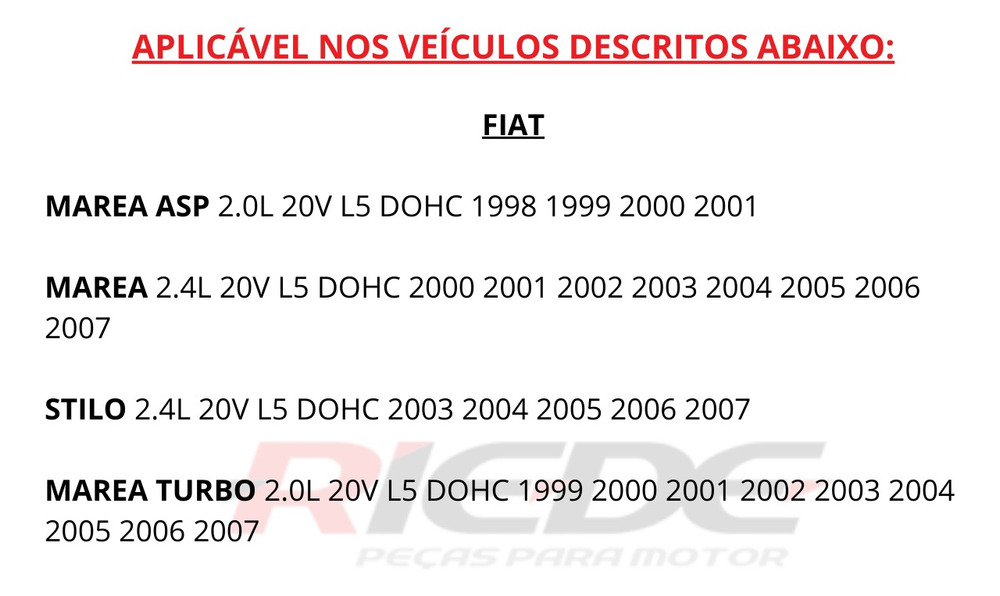 APLICÁVEL NOS VEÍCULOS DESCRITOS ABAIXO:
FIAT
MAREA ASP 2.0L 20V L5 DOHC 1998 1999 2000 2001
MAREA 2.4L 20V L5 DOHC 2000 2001 2002 2003 2004 2005 2006
2007
STILO 2.4L 20V L5 DOHC 2003 2004 2005 2006 2007
MAREA TURBO 2.0L 20V L5 DOHC 1999 2000 2001 2002 2003 2004
2005 2006 2007
RIEDE
PEÇAS PARA MOTOR